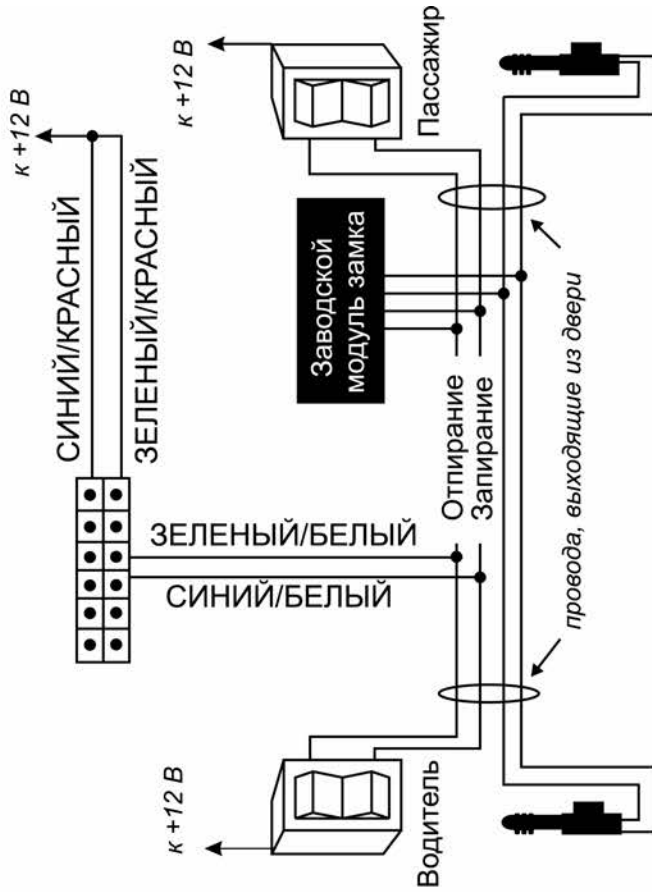 к +12 В
СИНИЙ/КРАСНЫЙ
ЗЕЛЕНЫЙ/КРАСНЫЙ
к +12 В
Пассажир
Заводской
модуль замка
ЗЕЛЕНЫЙ/БЕЛЫЙ
СИНИЙ/БЕЛЫЙ
Отпирание
Запирание
к +12 В
Водитель
провода, выходящие из двери